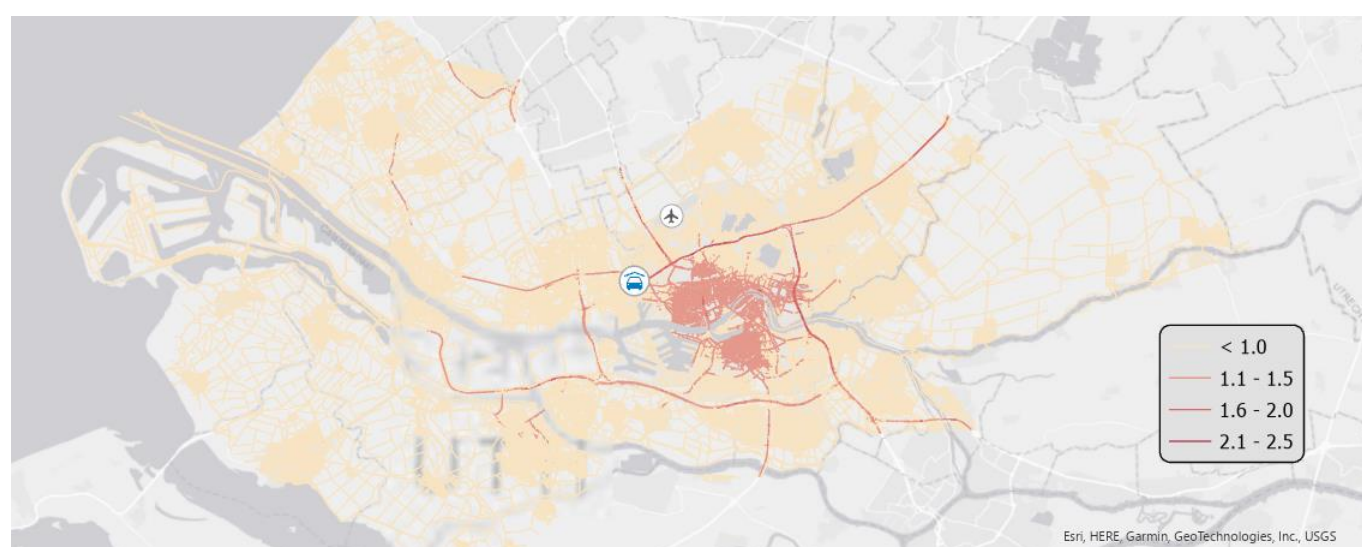 < 1.0
1.1 - 1.5
1.6 - 2.0
2.1 - 2.5
Esri, HERE, Garmin, GeoTechnologies, Inc., USGS